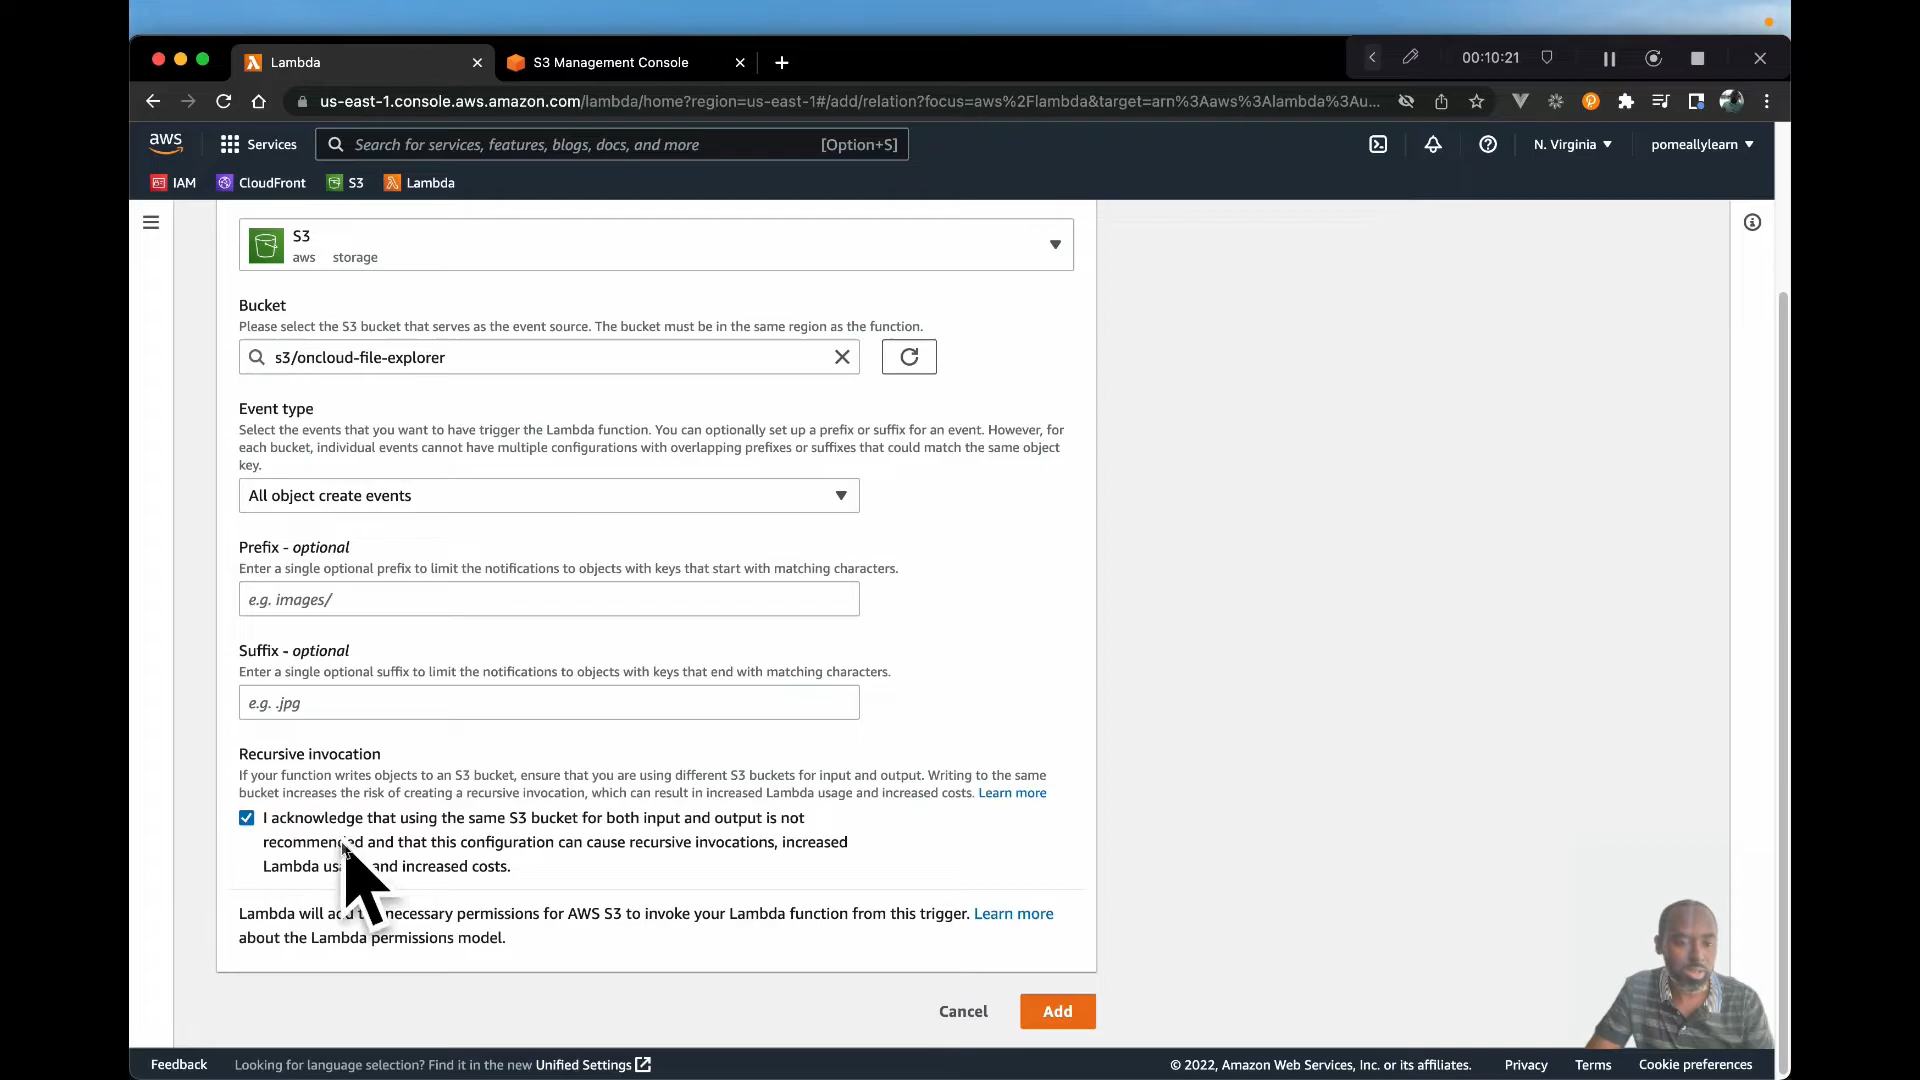 Lambda
S3 Management Console
00:10:21
us-east-1.console.aws.amazon.com/lambda/home?region=us-east-1#/add/relation?focus=aws%2Flambda&target=arn%3Aaws%3Alambda%3Au...
aws
Services
Search for services, features, blogs, docs, and more
[Option+S]
N. Virginia
pomeallylearn
IAM
CloudFront
S3
Lambda
S3
aws storage
Bucket
Please select the S3 bucket that serves as the event source. The bucket must be in the same region as the function.
s3/oncloud-file-explorer
Event type
Select the events that you want to have trigger the Lambda function. You can optionally set up a prefix or suffix for an event. However, for
each bucket, individual events cannot have multiple configurations with overlapping prefixes or suffixes that could match the same object
key.
All object create events
Prefix - optional
Enter a single optional prefix to limit the notifications to objects with keys that start with matching characters.
e.g. images/
Suffix - optional
Enter a single optional suffix to limit the notifications to objects with keys that end with matching characters.
e.g. .jpg
Recursive invocation
If your function writes objects to an S3 bucket, ensure that you are using different S3 buckets for input and output. Writing to the same
bucket increases the risk of creating a recursive invocation, which can result in increased Lambda usage and increased costs. Learn more
I acknowledge that using the same S3 bucket for both input and output is not
recommended and that this configuration can cause recursive invocations, increased
Lambda usage and increased costs.
Lambda will add the necessary permissions for AWS S3 to invoke your Lambda function from this trigger. Learn more
about the Lambda permissions model.
Cancel
Add
Feedback
Looking for language selection? Find it in the new Unified Settings
© 2022, Amazon Web Services, Inc. or its affiliates.
Privacy
Terms
Cookie preferences